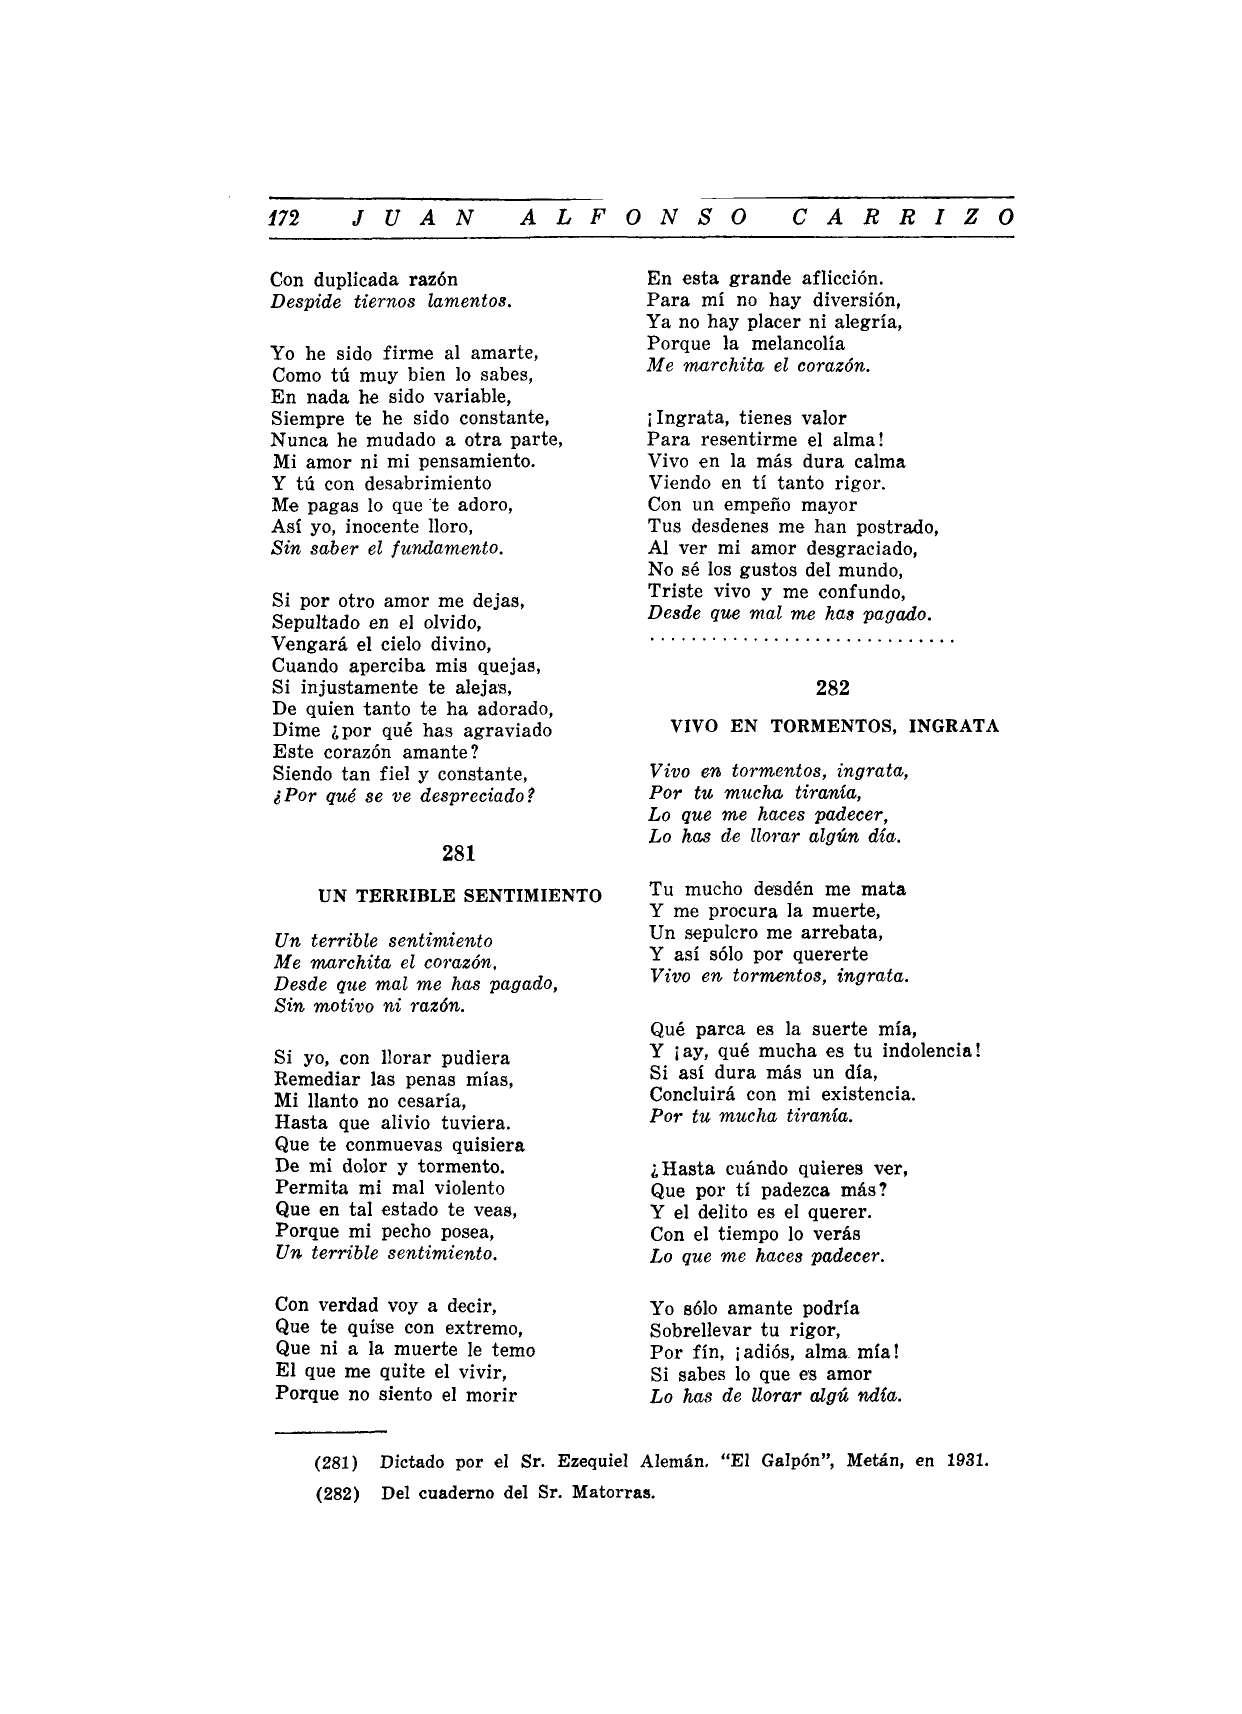 172 JUAN ALFONSO CARRIZO
Con duplicada razón
Despide tiernos lamentos.
Yo he sido firme al amarte,
Como tú muy bien lo sabes,
En nada he sido variable,
Siempre te he sido constante,
Nunca he mudado a otra parte,
Mi amor ni mi pensamiento.
Y tú con desabrimiento
Me pagas lo que te adoro,
Así yo, inocente lloro,
Sin saber el fundamento.
Si por otro amor me dejas,
Sepultado en el olvido,
Vengará el cielo divino,
Cuando aperciba mis quejas,
Si injustamente te alejas,
De quien tanto te ha adorado,
Dime ¿por qué has agraviado
Este corazón amante?
Siendo tan fiel y constante,
¿Por qué se ve despreciado?
281
UN TERRIBLE SENTIMIENTO
Un terrible sentimiento
Me marchita el corazón,
Desde que mal me has pagado,
Sin motivo ni razón.
Si yo, con llorar pudiera
Remediar las penas mías,
Mi llanto no cesaría,
Hasta que alivio tuviera.
Que te conmuevas quisiera
De mi dolor y tormento.
Permita mi mal violento
Que en tal estado te veas,
Porque mi pecho posea,
Un terrible sentimiento.
Con verdad voy a decir,
Que te quise con extremo,
Que ni a la muerte le temo
El que me quite el vivir,
Porque no siento el morir
En esta grande aflicción.
Para mí no hay diversión,
Ya no hay placer ni alegría,
Porque la melancolía
Me marchita el corazón.
¡Ingrata, tienes valor
Para resentirme el alma!
Vivo en la más dura calma
Viendo en tí tanto rigor.
Con un empeño mayor
Tus desdenes me han postrado,
Al ver mi amor desgraciado,
No sé los gustos del mundo,
Triste vivo y me confundo,
Desde que mal me has pagado.
..............................
282
VIVO EN TORMENTOS, INGRATA
Vivo en tormentos, ingrata,
Por tu mucha tiranía,
Lo que me haces padecer,
Lo has de llorar algún día.
Tu mucho desdén me mata
Y me procura la muerte,
Un sepulcro me arrebata,
Y así sólo por quererte
Vivo en tormentos, ingrata.
Qué parca es la suerte mía,
Y ¡ay, qué mucha es tu indolencia!
Si así dura más un día,
Concluirá con mi existencia.
Por tu mucha tiranía.
¿Hasta cuándo quieres ver,
Que por tí padezca más?
Y el delito es el querer.
Con el tiempo lo verás
Lo que me haces padecer.
Yo sólo amante podría
Sobrellevar tu rigor,
Por fín, ¡adiós, alma mía!
Si sabes lo que es amor
Lo has de llorar algú ndía.
(281) Dictado por el Sr. Ezequiel Alemán. “El Galpón”, Metán, en 1931.
(282) Del cuaderno del Sr. Matorras.